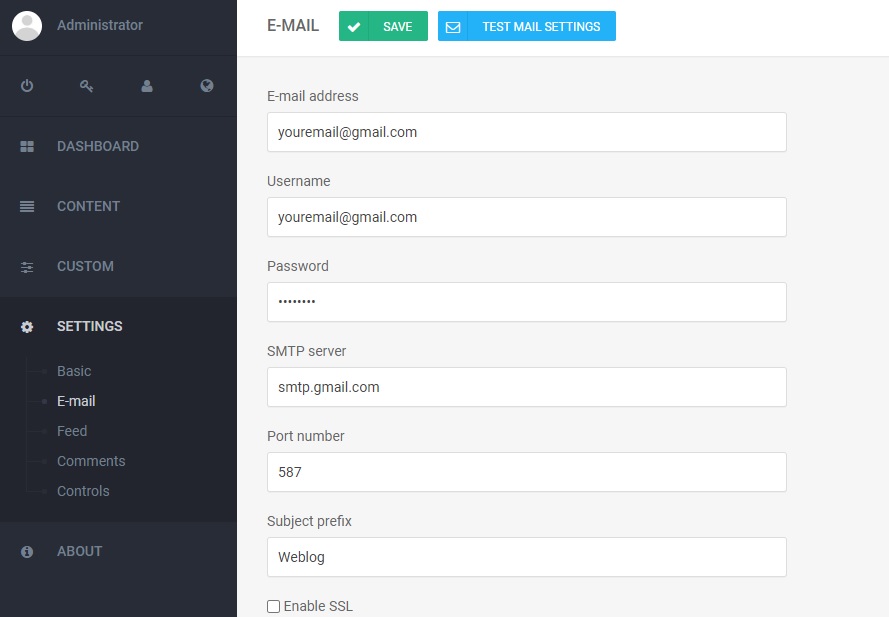 Administrator
DASHBOARD
CONTENT
CUSTOM
SETTINGS
Basic
E-mail
Feed
Comments
Controls
ABOUT
E-MAIL SAVE TEST MAIL SETTINGS
E-mail address
youremail@gmail.com
Username
youremail@gmail.com
Password
••••••••
SMTP server
smtp.gmail.com
Port number
587
Subject prefix
Weblog
Enable SSL